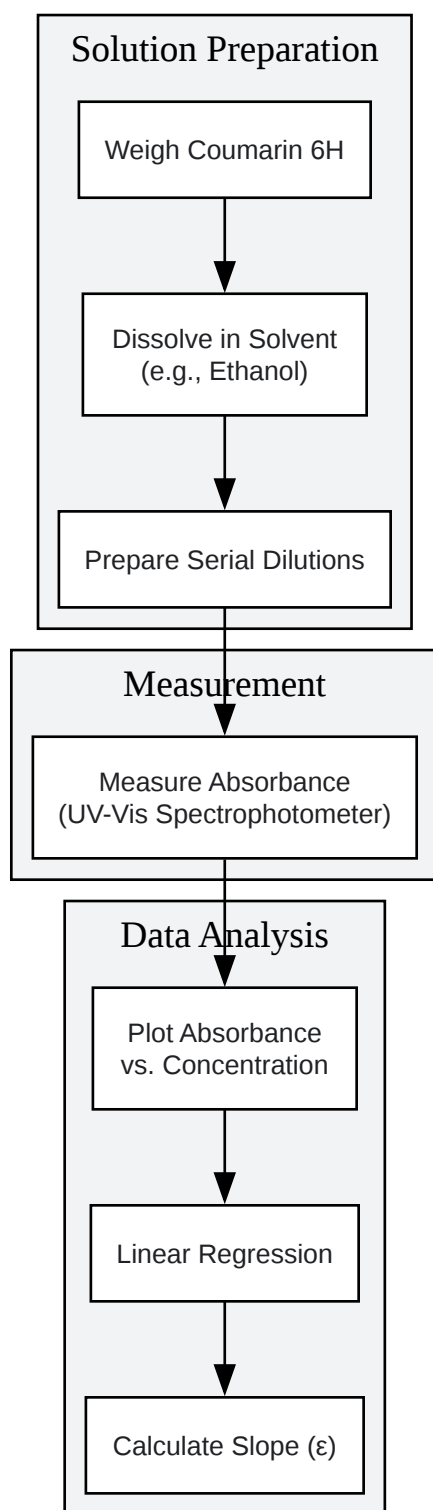 Solution Preparation
Weigh Coumarin 6H
Dissolve in Solvent
(e.g., Ethanol)
Prepare Serial Dilutions
Measurement
Measure Absorbance
(UV-Vis Spectrophotometer)
Data Analysis
Plot Absorbance
vs. Concentration
Linear Regression
Calculate Slope (ε)